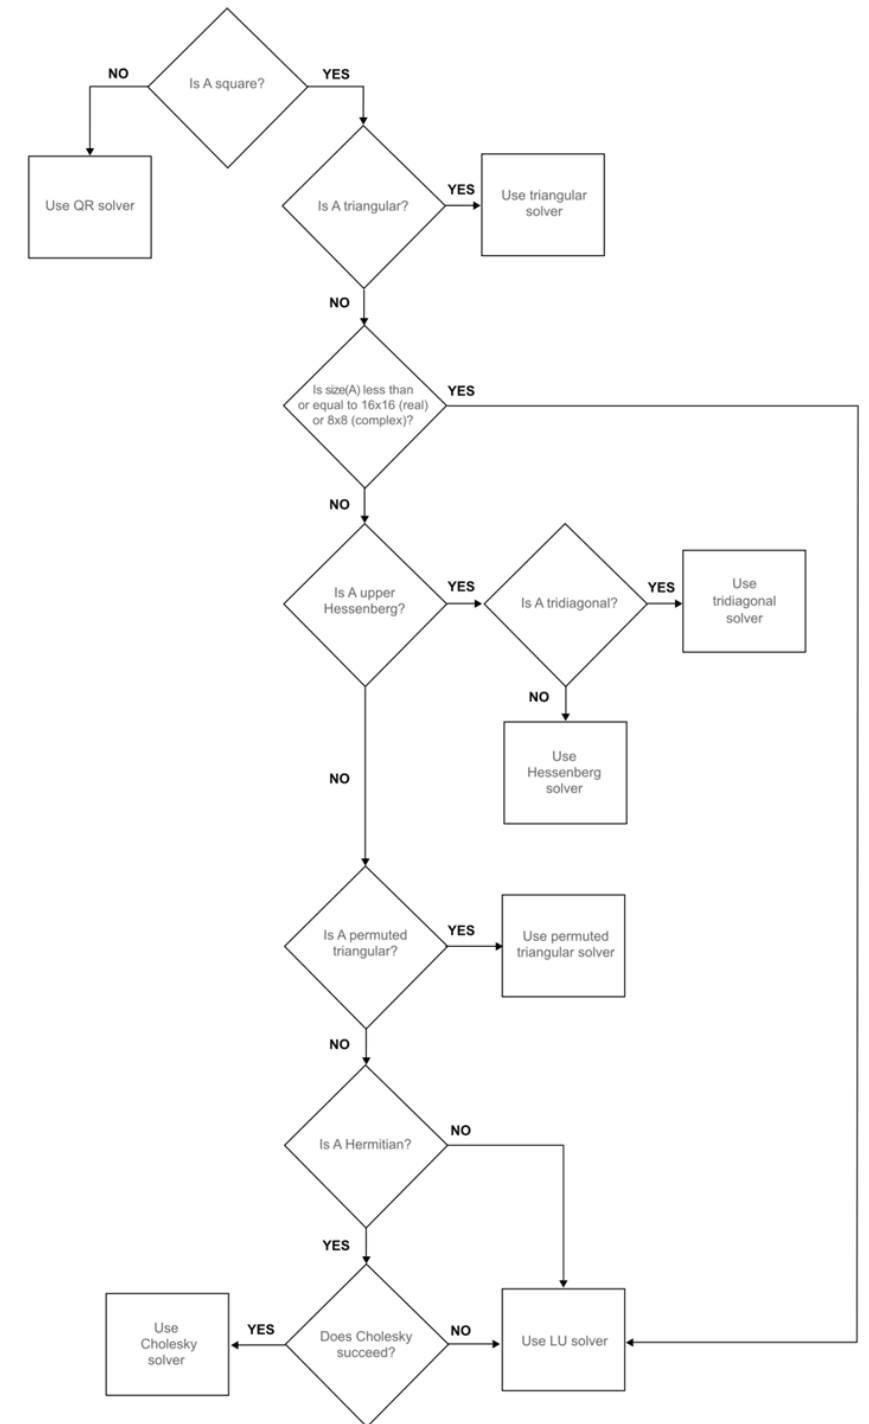 NO
Is A square?
YES
Use QR solver
Is A triangular?
YES
Use triangular
solver
NO
Is size(A) less than
or equal to 16x16 (real)
or 8x8 (complex)?
YES
NO
Is A upper
Hessenberg?
YES
Is A tridiagonal?
YES
Use
tridiagonal
solver
NO
Use
Hessenberg
solver
NO
Is A permuted
triangular?
YES
Use permuted
triangular solver
NO
Is A Hermitian?
NO
YES
Use
Cholesky
solver
YES
Does Cholesky
succeed?
NO
Use LU solver